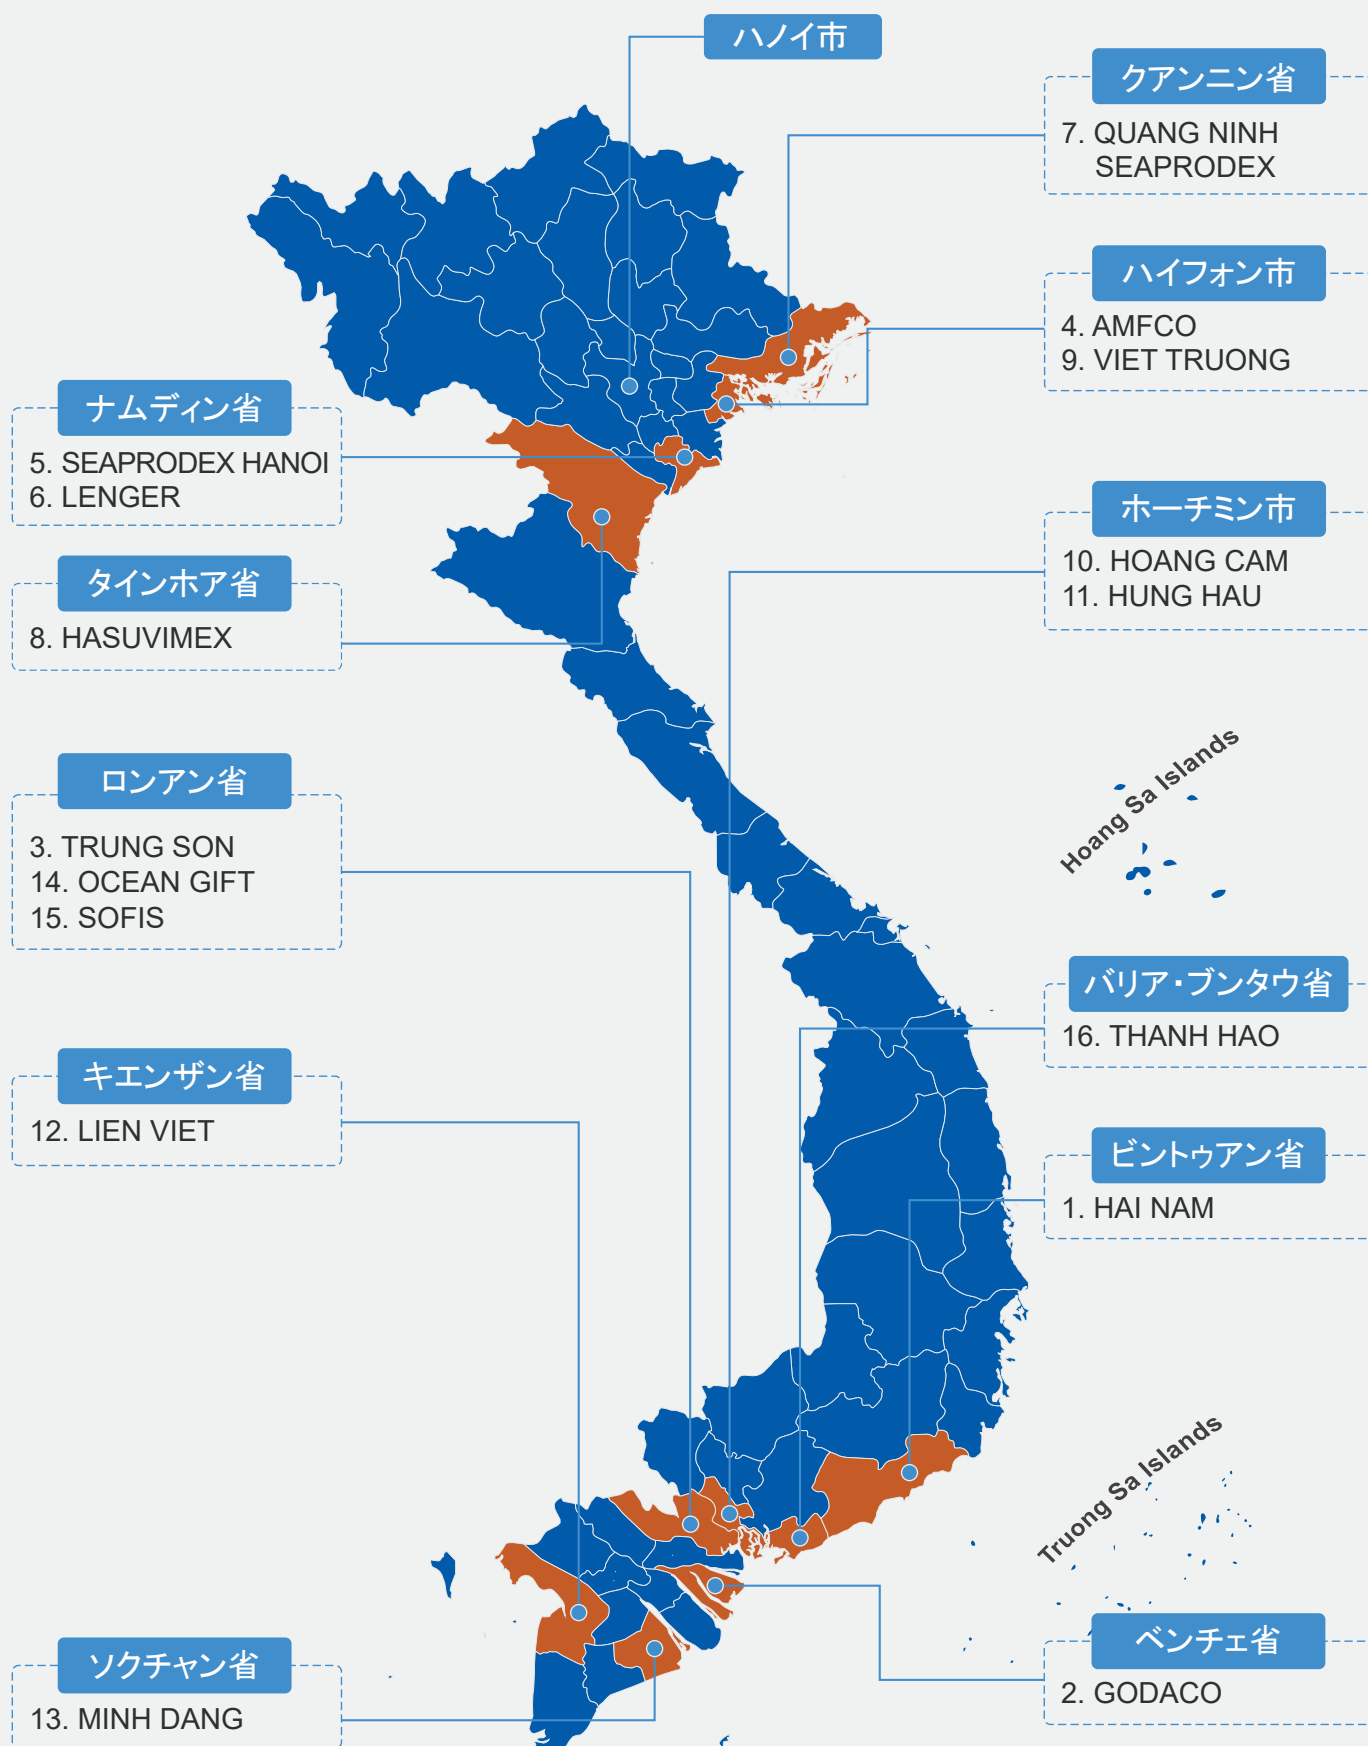 ハノイ市
クアンニン省
7. QUANG NINH
SEAPRODEX
ハイフォン市
4. AMFCO
9. VIET TRUONG
ナムディン省
5. SEAPRODEX HANOI
6. LENGER
ホーチミン市
10. HOANG CAM
11. HUNG HAU
タインホア省
8. HASUVIMEX
Hoang Sa Islands
ロンアン省
3. TRUNG SON
14. OCEAN GIFT
15. SOFIS
バリア・ブンタウ省
16. THANH HAO
キエンザン省
12. LIEN VIET
ビントゥアン省
1. HAI NAM
Truong Sa Islands
ソクチャン省
13. MINH DANG
ベンチェ省
2. GODACO